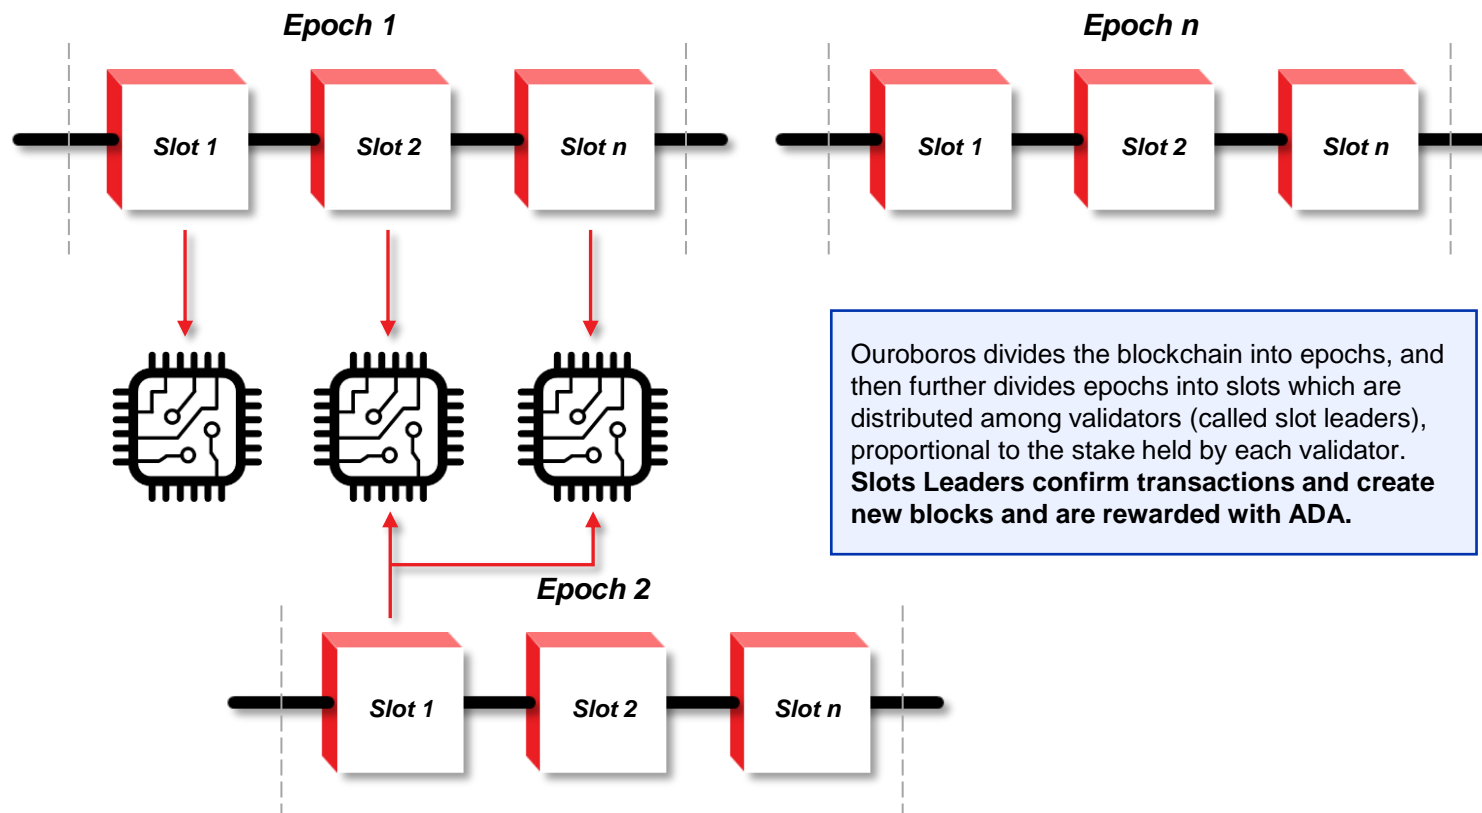 Epoch 1
Slot 1
Slot 2
Slot n
Epoch n
Slot 1
Slot 2
Slot n
Ouroboros divides the blockchain into epochs, and
then further divides epochs into slots which are
distributed among validators (called slot leaders),
proportional to the stake held by each validator.
Slots Leaders confirm transactions and create
new blocks and are rewarded with ADA.
Epoch 2
Slot 1
Slot 2
Slot n